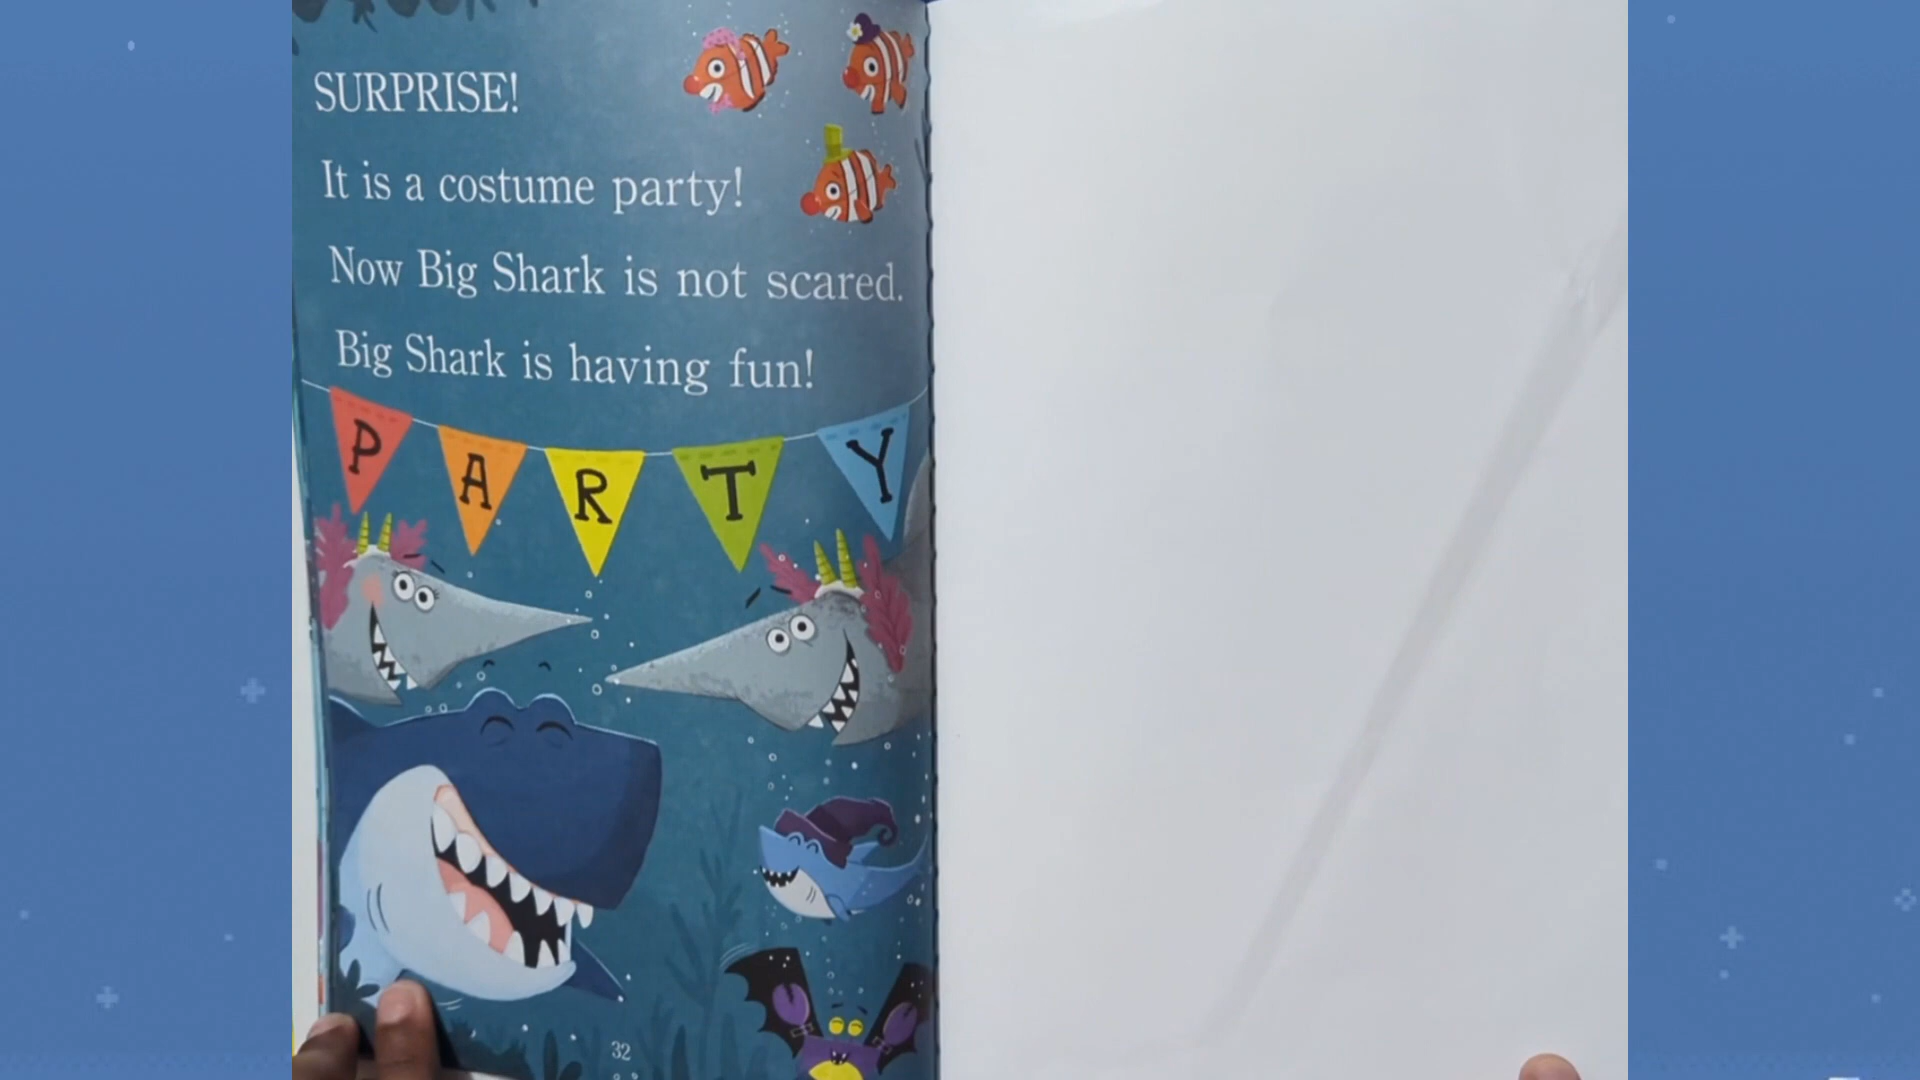 SURPRISE!
It is a costume party!
Now Big Shark is not scared.
Big Shark is having fun!
PARTY
32